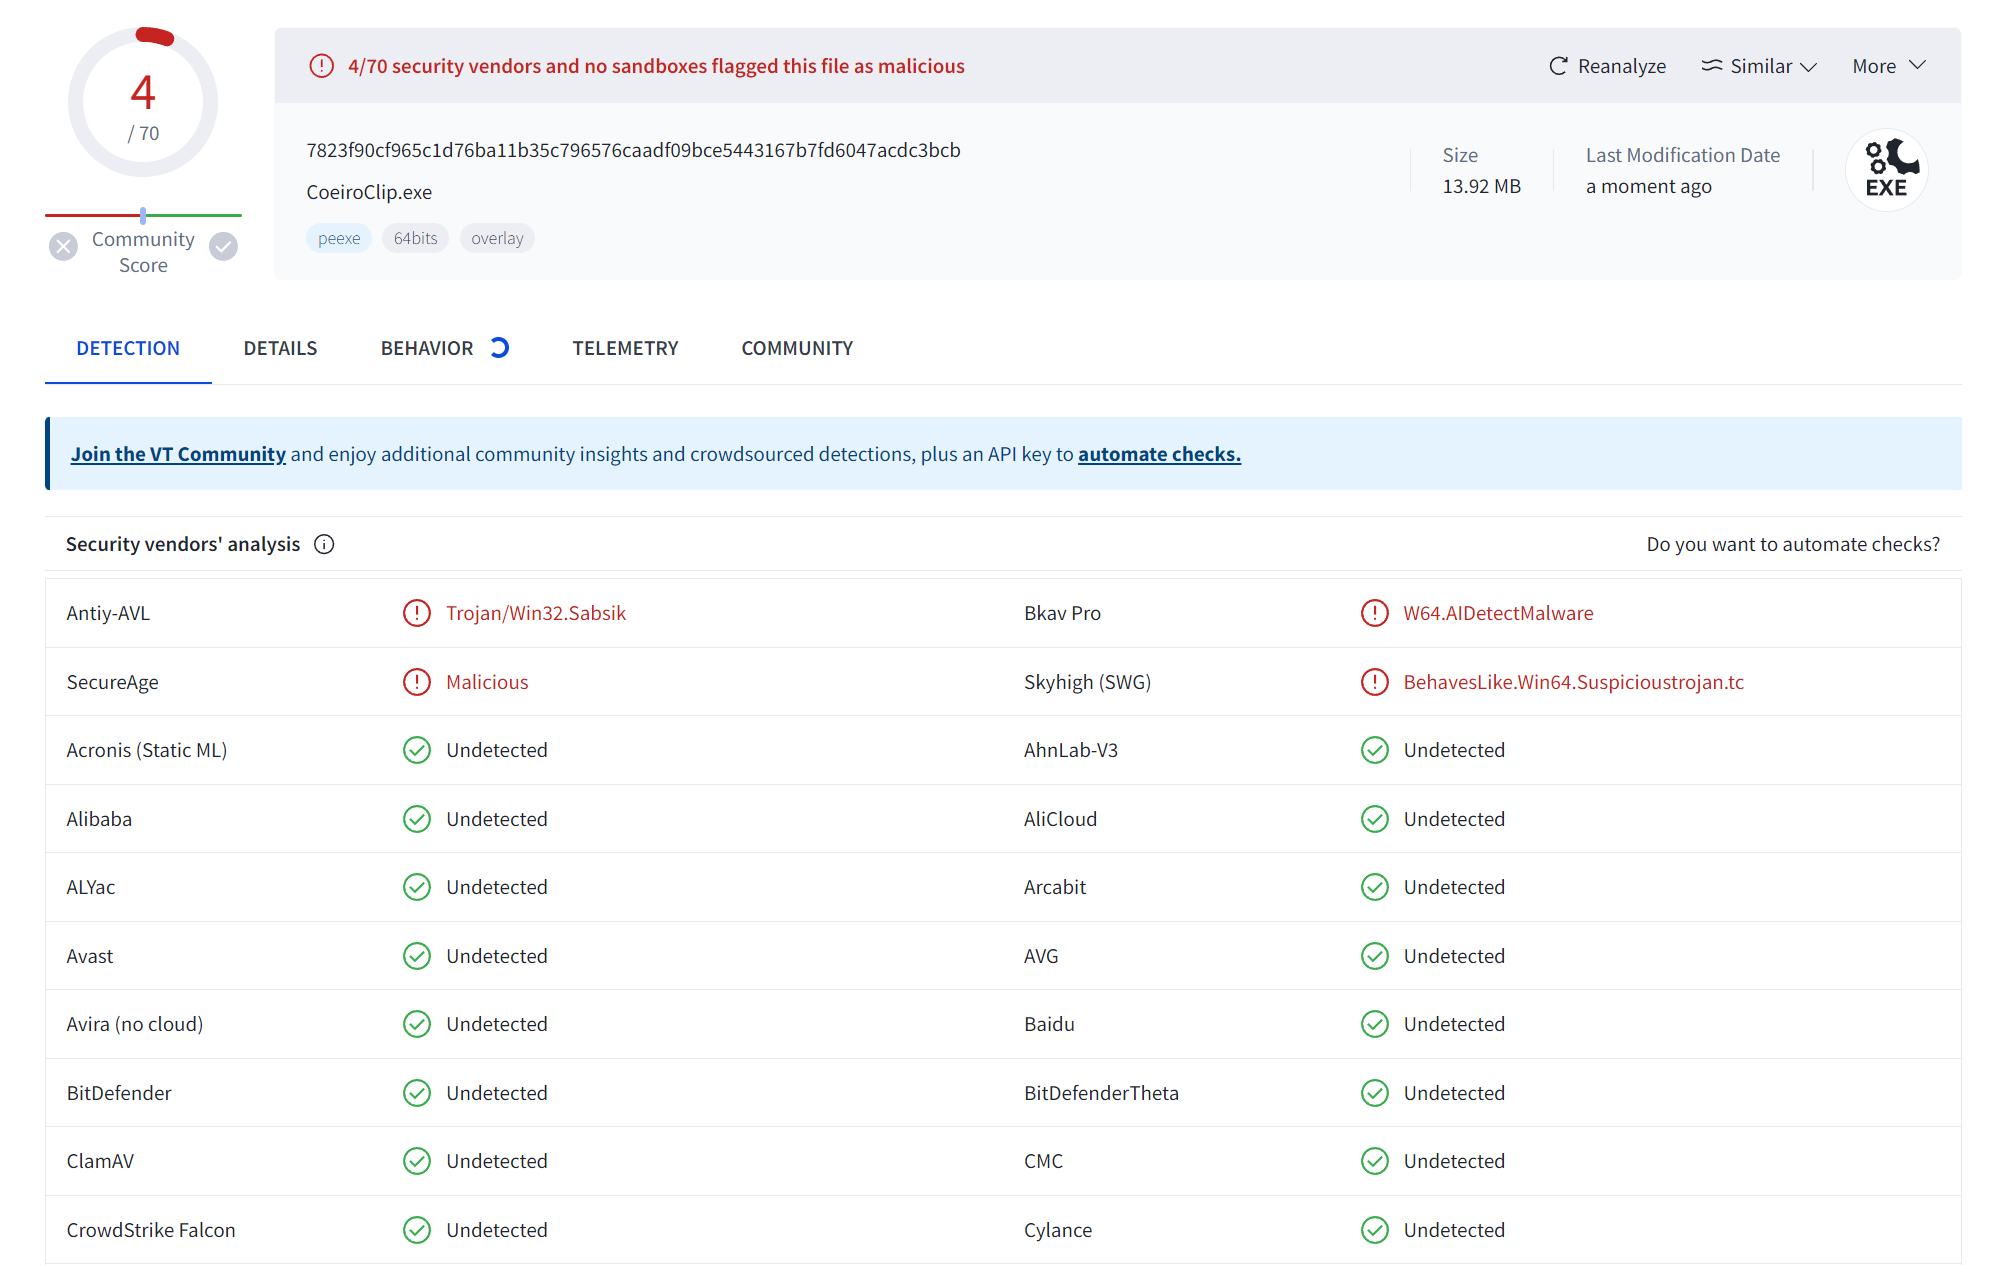 4
/ 70
Community
Score
4/70 security vendors and no sandboxes flagged this file as malicious
Reanalyze
Similar
More
7823f90cf965c1d76ba11b35c796576caadf09bce5443167b7fd6047acdc3bcb
CoeiroClip.exe
peexe 64bits overlay
Size
13.92 MB
Last Modification Date
a moment ago
EXE
DETECTION DETAILS BEHAVIOR TELEMETRY COMMUNITY
Join the VT Community and enjoy additional community insights and crowdsourced detections, plus an API key to automate checks.
Security vendors' analysis
Do you want to automate checks?
Antiy-AVL Trojan/Win32.Sabsik Bkav Pro W64.AIDetectMalware
SecureAge Malicious Skyhigh (SWG) BehavesLike.Win64.Suspicioustrojan.tc
Acronis (Static ML) Undetected AhnLab-V3 Undetected
Alibaba Undetected AliCloud Undetected
ALYac Undetected Arcabit Undetected
Avast Undetected AVG Undetected
Avira (no cloud) Undetected Baidu Undetected
BitDefender Undetected BitDefenderTheta Undetected
ClamAV Undetected CMC Undetected
CrowdStrike Falcon Undetected Cylance Undetected